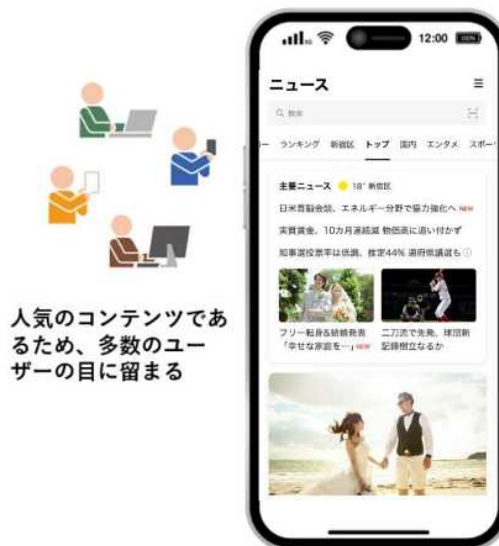 人気のコンテンツであ
るため、多数のユー
ザーの目に留まる
12:00
100%
ニュース
検索
ランキング 新宿区 トップ 国内 エンタメ スポー
主要ニュース 18° 新宿区
日米首脳会談、エネルギー分野で協力強化へ NEW
実質賃金、10カ月連続減 物価高に追い付かず
知事選投票率は低調、推定44% 道府県議選も
フリー転身&結婚発表
「幸せな家庭を…」NEW
二刀流で先発、球団新
記録樹立なるか